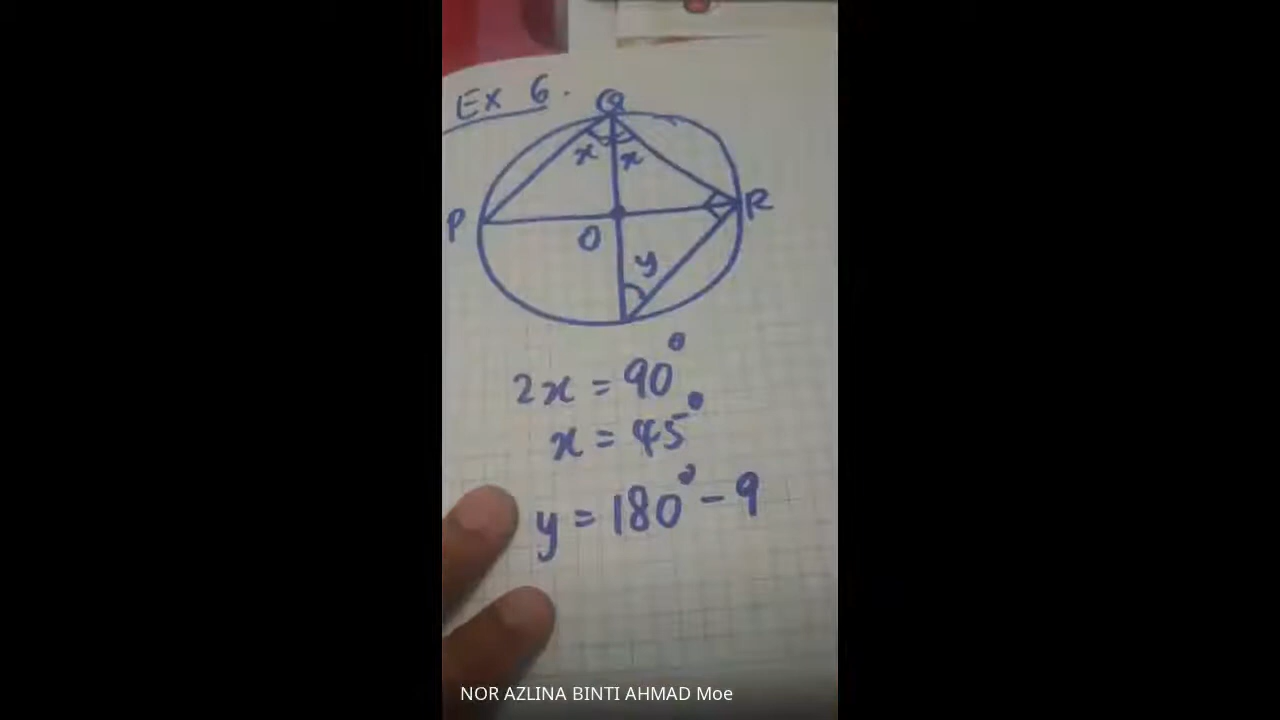 Ex 6.
Q
x x
P
R
O
y
2x = 90°
x = 45°
y = 180° - 9
NOR AZLINA BINTI AHMAD Moe